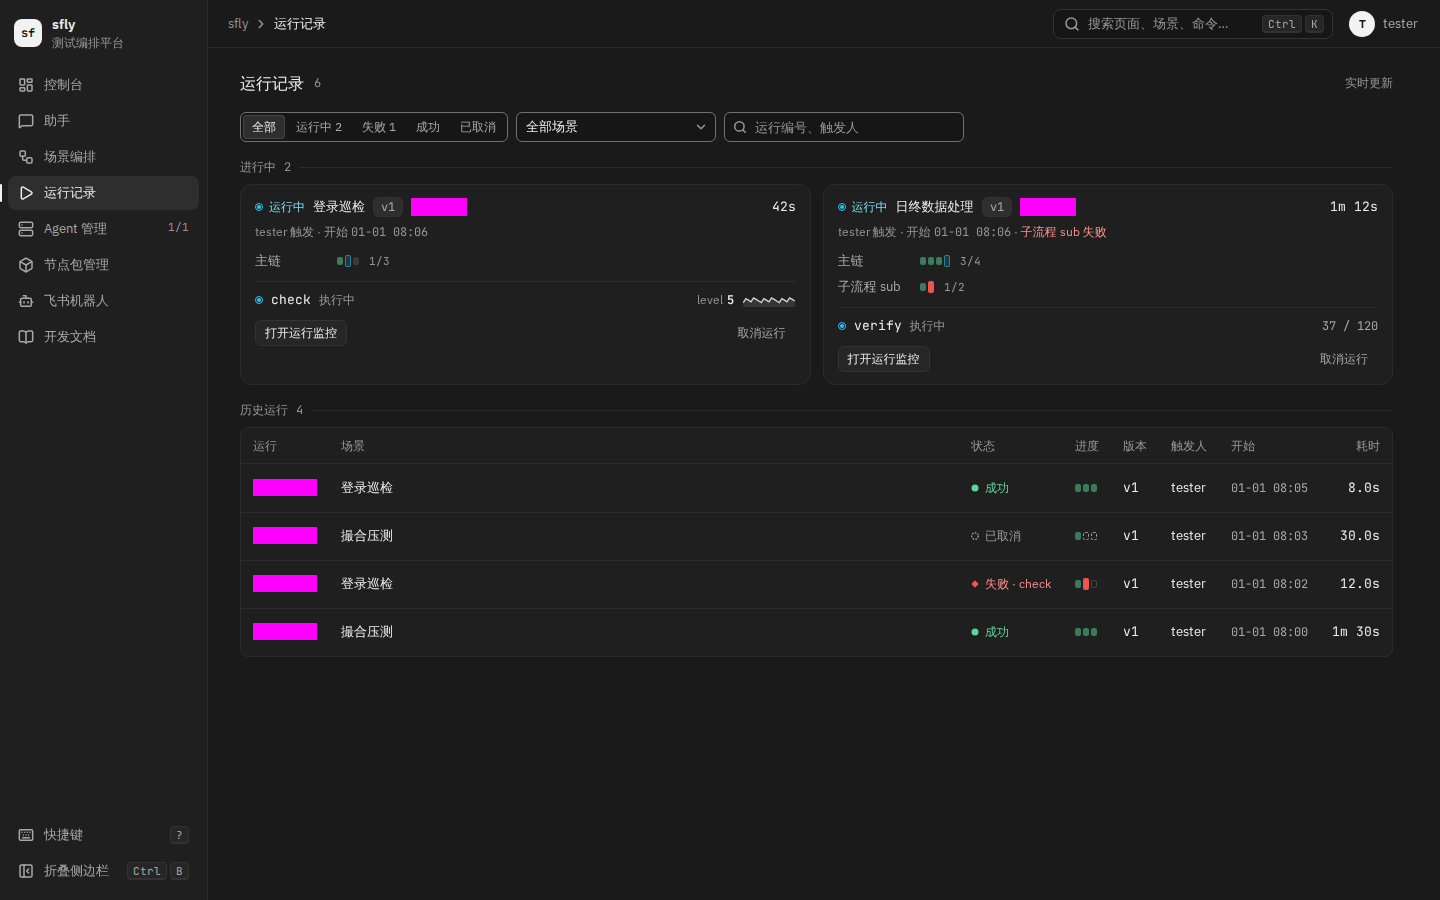 sf
sfly
测试编排平台
控制台
助手
场景编排
运行记录
Agent 管理 1/1
节点包管理
飞书机器人
开发文档
快捷键 ?
折叠侧边栏 Ctrl B
sfly > 运行记录
搜索页面、场景、命令... Ctrl K
T tester
运行记录 6
实时更新
全部 运行中 2 失败 1 成功 已取消
全部场景
运行编号、触发人
进行中 2
运行中 登录巡检 v1 42s
tester 触发 · 开始 01-01 08:06
主链 1/3
check 执行中 level 5
打开运行监控 取消运行
运行中 日终数据处理 v1 1m 12s
tester 触发 · 开始 01-01 08:06 · 子流程 sub 失败
主链 3/4
子流程 sub 1/2
verify 执行中 37 / 120
打开运行监控 取消运行
历史运行 4
运行 场景 状态 进度 版本 触发人 开始 耗时
登录巡检 成功 v1 tester 01-01 08:05 8.0s
撮合压测 已取消 v1 tester 01-01 08:03 30.0s
登录巡检 失败 · check v1 tester 01-01 08:02 12.0s
撮合压测 成功 v1 tester 01-01 08:00 1m 30s